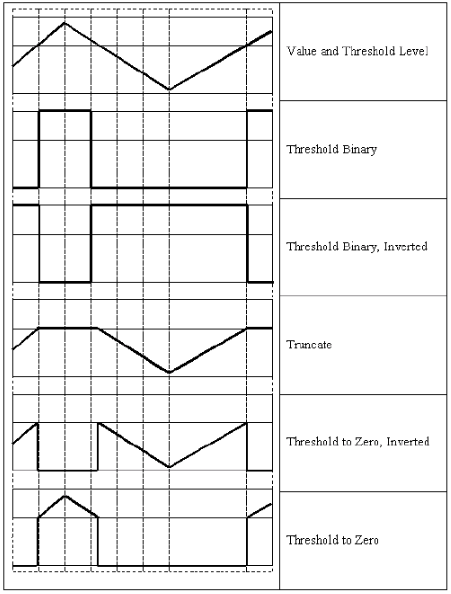 Value and Threshold Level
Threshold Binary
Threshold Binary, Inverted
Truncate
Threshold to Zero, Inverted
Threshold to Zero